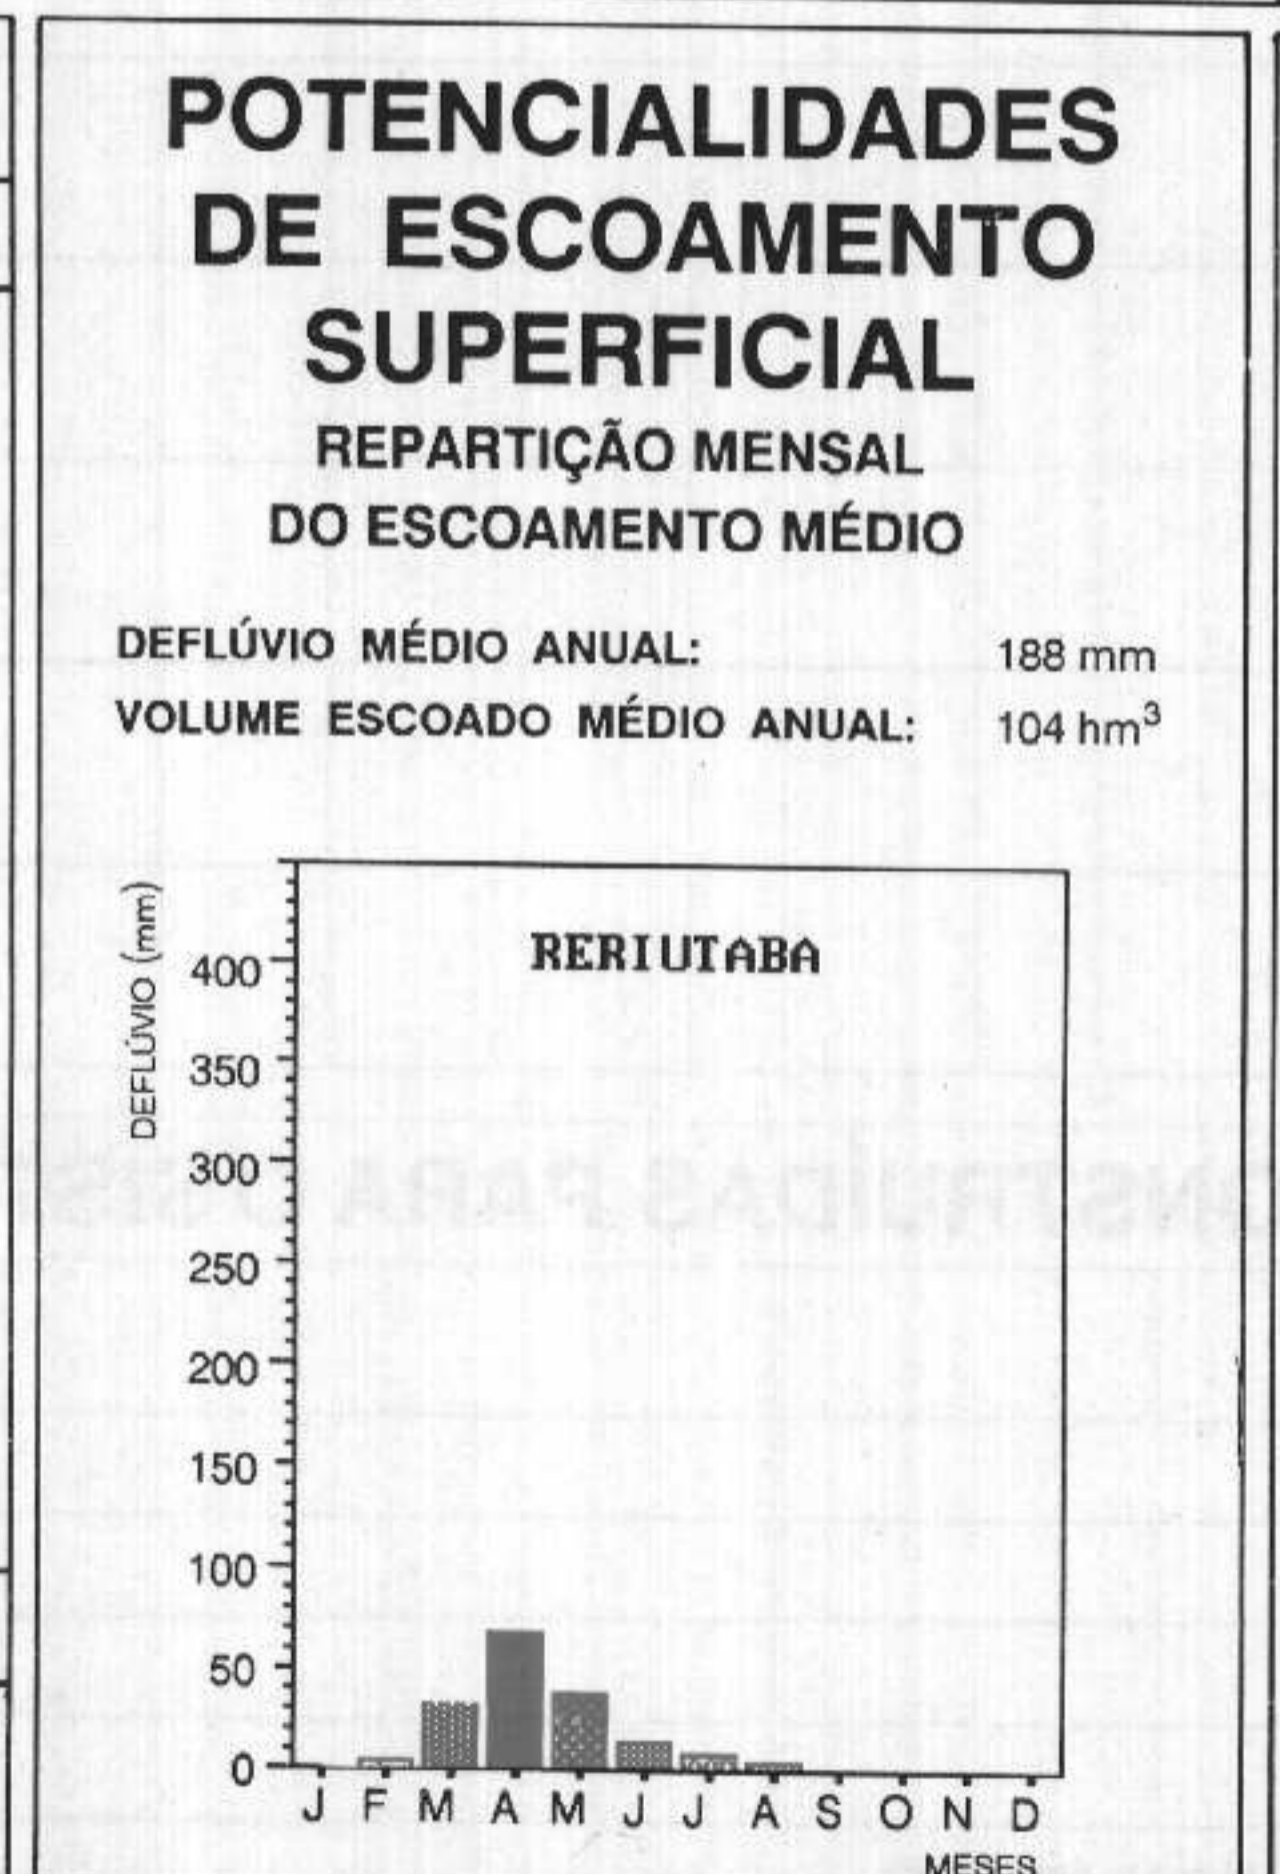 POTENCIALIDADES
DE ESCOAMENTO
SUPERFICIAL
REPARTIÇÃO MENSAL
DO ESCOAMENTO MÉDIO
DEFLÚVIO MÉDIO ANUAL: 188 mm
VOLUME ESCOADO MÉDIO ANUAL: 104 hm³
DEFLÚVIO (mm)
RERIUTABA
400
350
300
250
200
150
100
50
0
J F M A M J J A S O N D
MESES